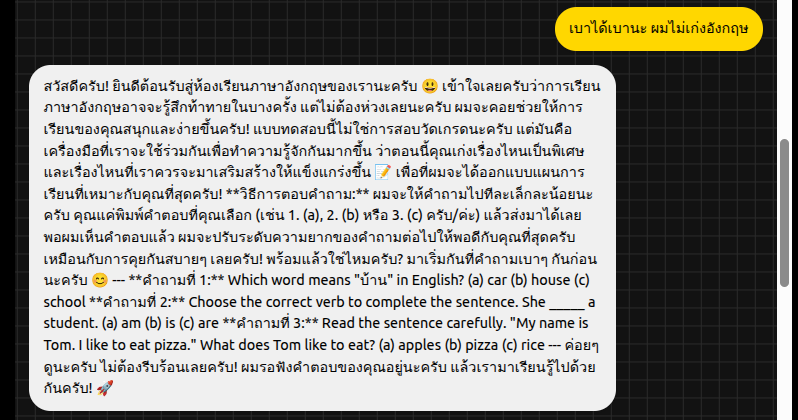 เบาได้เบานะ ผมไม่เก่งอังกฤษ
สวัสดีครับ! ยินดีต้อนรับสู่ห้องเรียนภาษาอังกฤษของเรานะครับ 😃 เข้าใจเลยครับว่าการเรียน
ภาษาอังกฤษอาจจะรู้สึกท้าทายในบางครั้ง แต่ไม่ต้องห่วงเลยนะครับ ผมจะคอยช่วยให้การ
เรียนของคุณสนุกและง่ายขึ้นครับ! แบบทดสอบนี้ไม่ใช่การสอบวัดเกรดนะครับ แต่มันคือ
เครื่องมือที่เราจะใช้ร่วมกันเพื่อทำความรู้จักกันมากขึ้น ว่าตอนนี้คุณเก่งเรื่องไหนเป็นพิเศษ
และเรื่องไหนที่เราควรจะมาเสริมสร้างให้แข็งแกร่งขึ้น 📝 เพื่อที่ผมจะได้ออกแบบแผนการ
เรียนที่เหมาะกับคุณที่สุดครับ! **วิธีการตอบคำถาม:** ผมจะให้คำถามไปทีละเล็กละน้อยนะ
ครับ คุณแค่พิมพ์คำตอบที่คุณเลือก (เช่น 1. (a), 2. (b) หรือ 3. (c) ครับ/ค่ะ) แล้วส่งมาได้เลย
พอผมเห็นคำตอบแล้ว ผมจะปรับระดับความยากของคำถามต่อไปให้พอดีกับคุณที่สุดครับ
เหมือนกับการคุยกันสบายๆ เลยครับ! พร้อมแล้วใช่ไหมครับ? มาเริ่มกันที่คำถามเบาๆ กันก่อน
นะครับ 😊 --- **คำถามที่ 1:** Which word means "บ้าน" in English? (a) car (b) house (c)
school **คำถามที่ 2:** Choose the correct verb to complete the sentence. She _____ a
student. (a) am (b) is (c) are **คำถามที่ 3:** Read the sentence carefully. "My name is
Tom. I like to eat pizza." What does Tom like to eat? (a) apples (b) pizza (c) rice --- ค่อยๆ
ดูนะครับ ไม่ต้องรีบร้อนเลยครับ! ผมรอฟังคำตอบของคุณอยู่นะครับ แล้วเรามาเรียนรู้ไปด้วย
กันครับ! 🚀